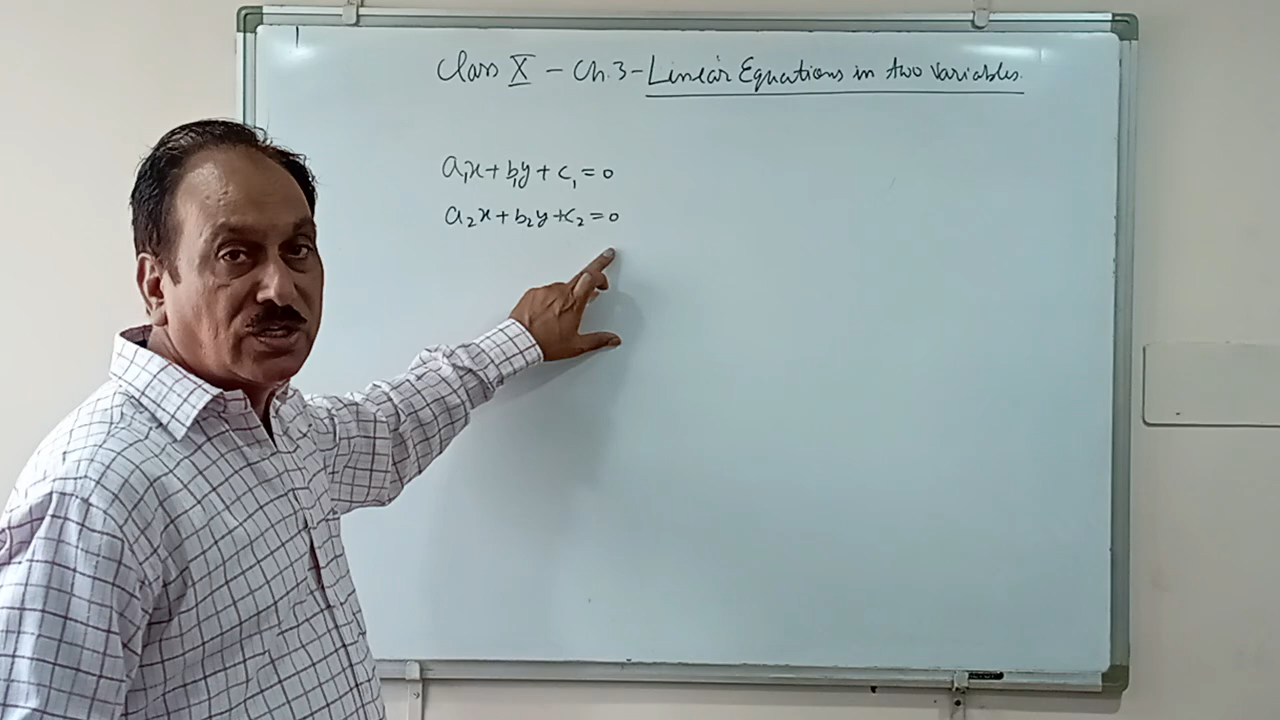 Class X - Ch.3 - Linear Equations in two variables.
a₁x + b₁y + c₁ = 0
a₂x + b₂y + c₂ = 0